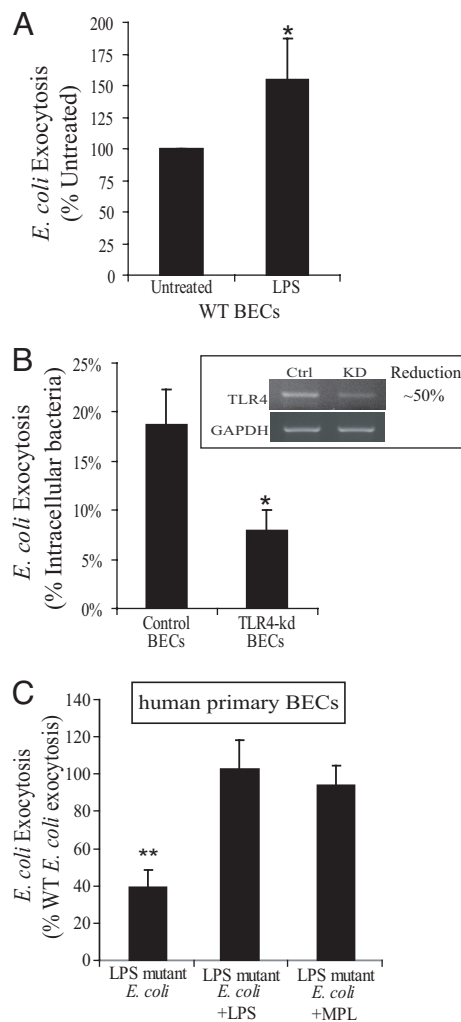 A
E. coli Exocytosis
(% Untreated)
200
175
150
125
100
75
50
25
0
*
Untreated
LPS
WT BECs
B
E. coli Exocytosis
(% Intracellular bacteria)
25%
20%
15%
10%
5%
0%
*
Ctrl
KD
Reduction
TLR4
~50%
GAPDH
Control
BECs
TLR4-kd
BECs
C
human primary BECs
E. coli Exocytosis
(% WT E. coli exocytosis)
140
120
100
80
60
40
20
0
**
LPS mutant
E. coli
LPS mutant
E. coli
+LPS
LPS mutant
E. coli
+MPL